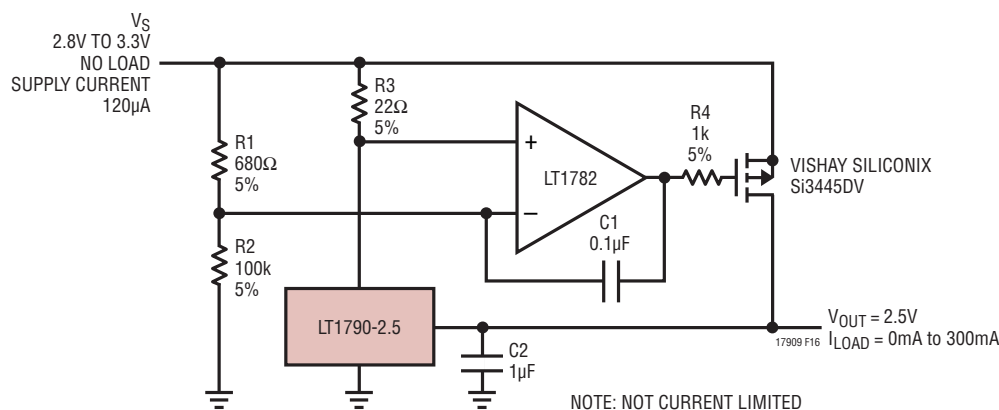 VS
2.8V TO 3.3V
NO LOAD
SUPPLY CURRENT
120µA
R1
680Ω
5%
R2
100k
5%
R3
22Ω
5%
+
LT1782
−
C1
0.1µF
R4
1k
5%
VISHAY SILICONIX
Si3445DV
LT1790-2.5
C2
1µF
VOUT = 2.5V
ILOAD = 0mA to 300mA
17909 F16
NOTE: NOT CURRENT LIMITED